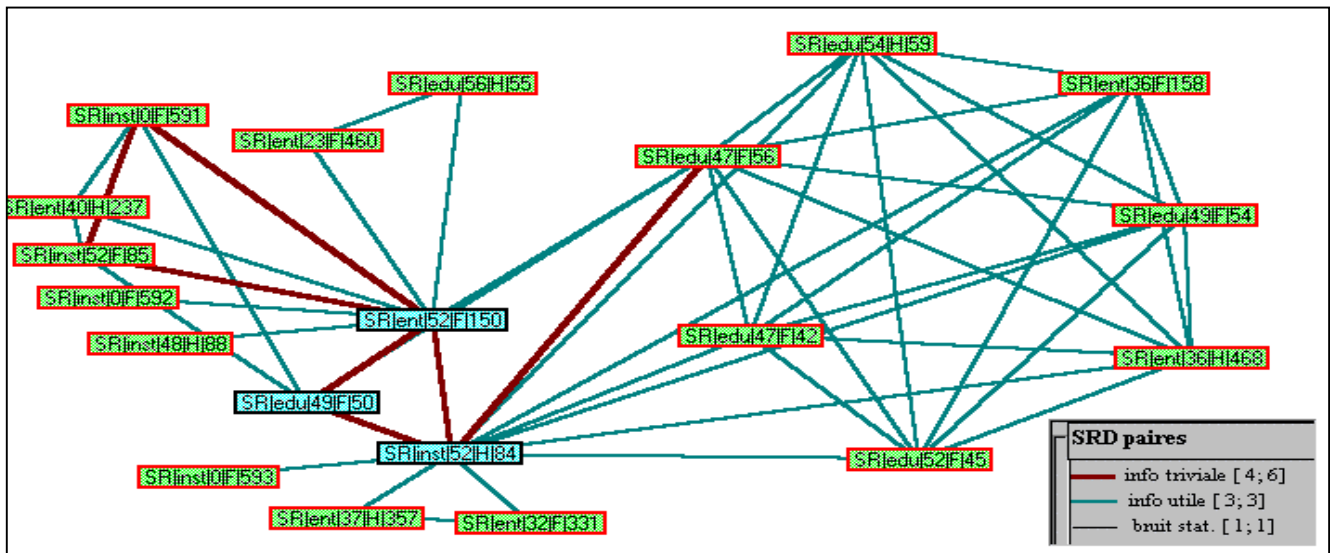 SR|edu|54|H|59
SR|edu|56|H|55
SR|ent|36|F|158
SR|inst|0|F|591
SR|ent|23|F|460
SR|edu|47|F|56
SR|ent|40|H|237
SR|edu|49|F|54
SR|inst|52|F|85
SR|inst|0|F|592
SR|ent|52|F|150
SR|edu|47|F|42
SR|inst|48|H|88
SR|ent|36|H|468
SR|edu|49|F|50
SR|inst|52|H|84
SR|edu|52|F|45
SR|inst|0|F|593
SR|ent|37|H|357
SR|ent|32|F|331
SRD paires
info triviale [ 4; 6]
info utile [ 3; 3]
bruit stat. [ 1; 1]